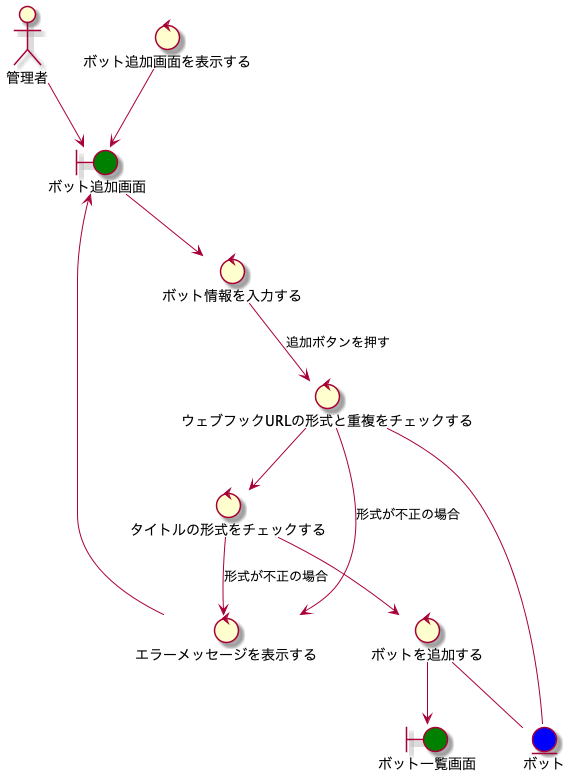 ボット追加画面を表示する
管理者
ボット追加画面
ボット情報を入力する
追加ボタンを押す
ウェブフックURLの形式と重複をチェックする
形式が不正の場合
タイトルの形式をチェックする
形式が不正の場合
エラーメッセージを表示する
ボットを追加する
ボット一覧画面
ボット